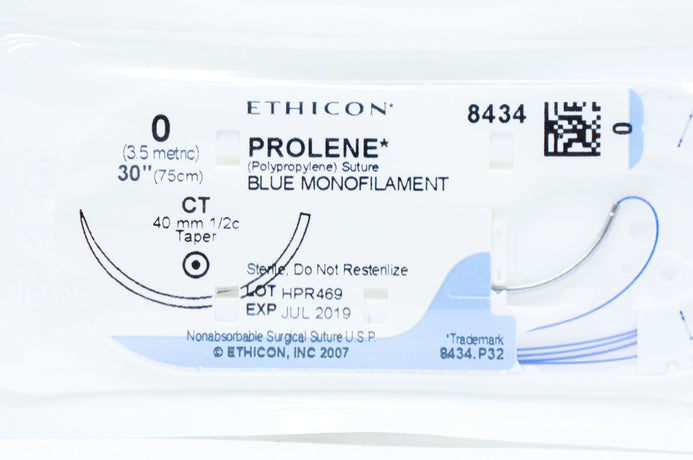 ETHICON*
8434
0
0
(3.5 metric)
30" (75cm)
PROLENE*
(Polypropylene) Suture
BLUE MONOFILAMENT
CT
40 mm 1/2c
Taper
Sterile. Do Not Resterilize
LOT HPR469
EXP JUL 2019
Nonabsorbable Surgical Suture U.S.P.
© ETHICON, INC 2007
*Trademark
8434.P32